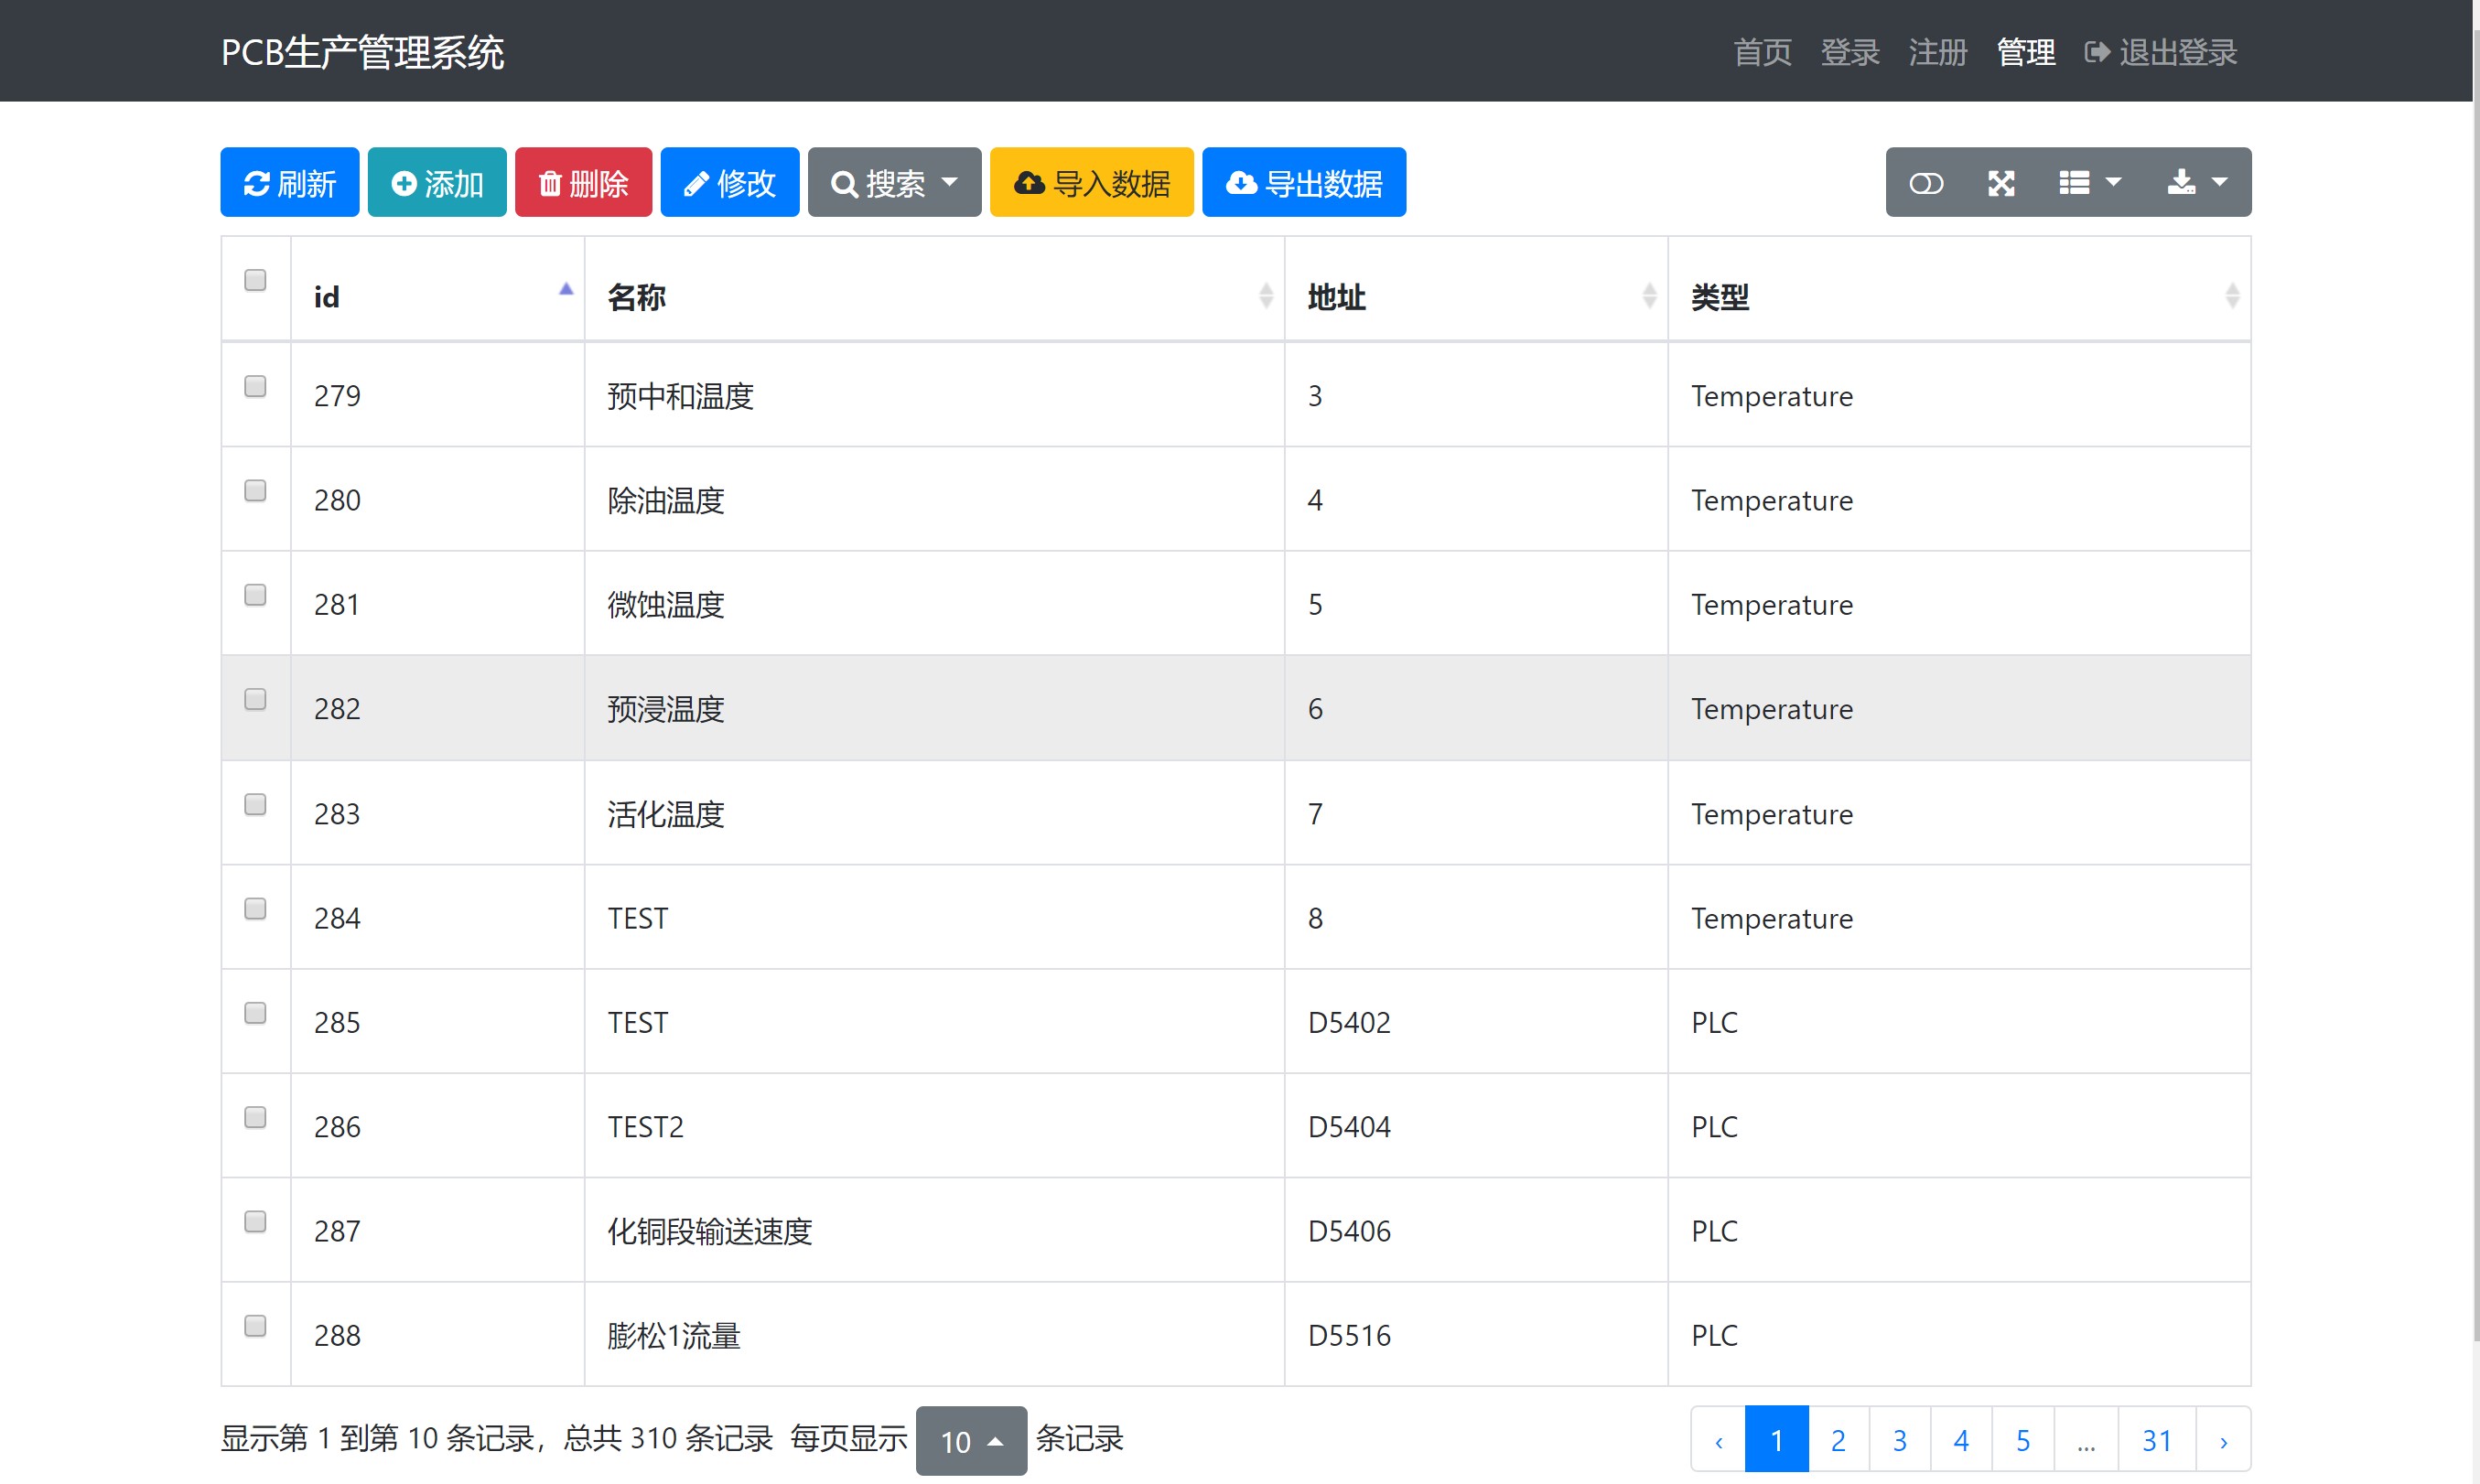 PCB生产管理系统 首页 登录 注册 管理 退出登录
刷新 添加 删除 修改 搜索 导入数据 导出数据
id 名称 地址 类型
279 预中和温度 3 Temperature
280 除油温度 4 Temperature
281 微蚀温度 5 Temperature
282 预浸温度 6 Temperature
283 活化温度 7 Temperature
284 TEST 8 Temperature
285 TEST D5402 PLC
286 TEST2 D5404 PLC
287 化铜段输送速度 D5406 PLC
288 膨松1流量 D5516 PLC
显示第 1 到第 10 条记录，总共 310 条记录 每页显示 10 条记录 ‹ 1 2 3 4 5 ... 31 ›